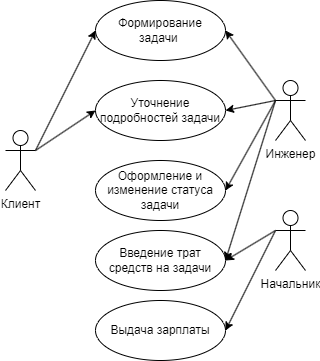 Формирование
задачи
Уточнение
подробностей задачи
Инженер
Клиент
Оформление и
изменение статуса
задачи
Введение трат
средств на задачи
Начальник
Выдача зарплаты